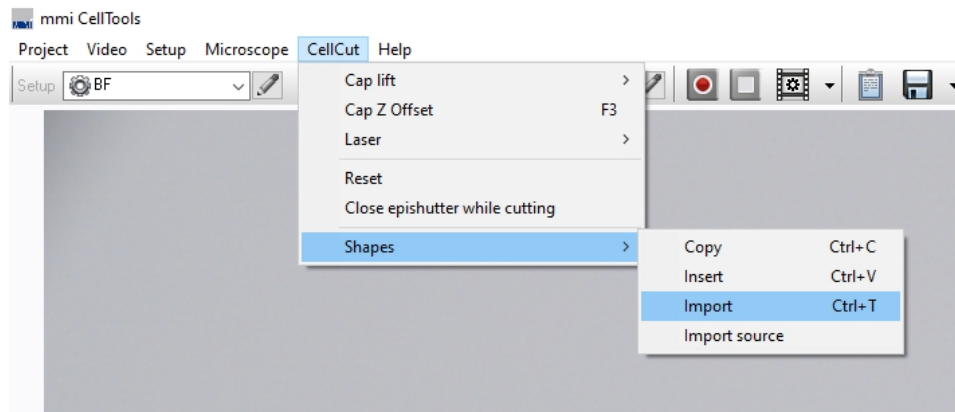 mmi CellTools
Project Video Setup Microscope CellCut Help
Setup BF
Cap lift
Cap Z Offset F3
Laser
Reset
Close epishutter while cutting
Shapes
Copy Ctrl+C
Insert Ctrl+V
Import Ctrl+T
Import source